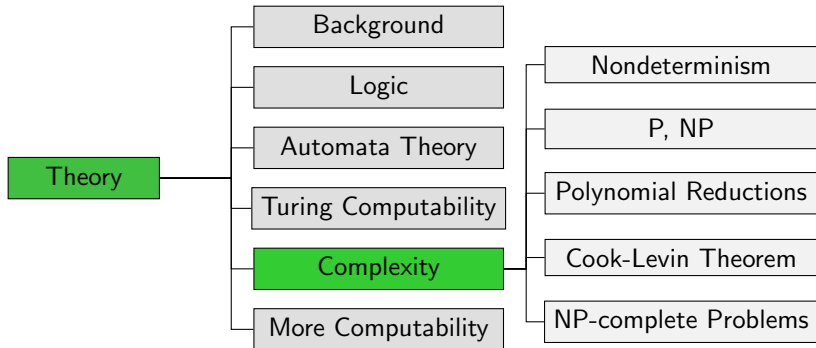 Theory
Background
Logic
Automata Theory
Turing Computability
Complexity
More Computability
Nondeterminism
P, NP
Polynomial Reductions
Cook-Levin Theorem
NP-complete Problems